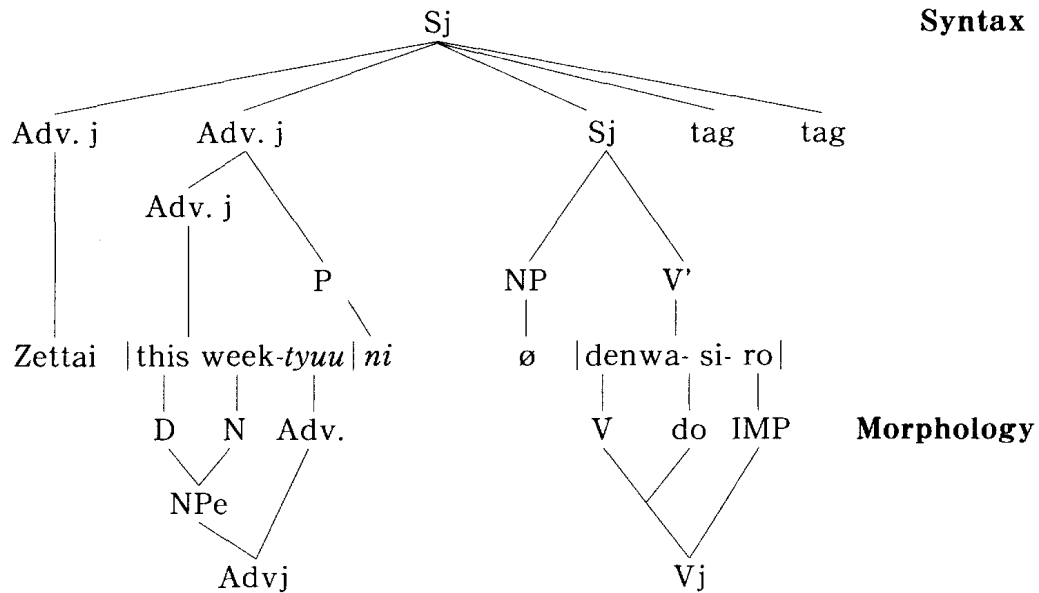 Sj Syntax
Adv. j Adv. j Sj tag tag
Adv. j
P NP V'
Zettai |this week-tyuu| ni ø |denwa- si- ro|
D N Adv. V do IMP Morphology
NPe
Advj Vj